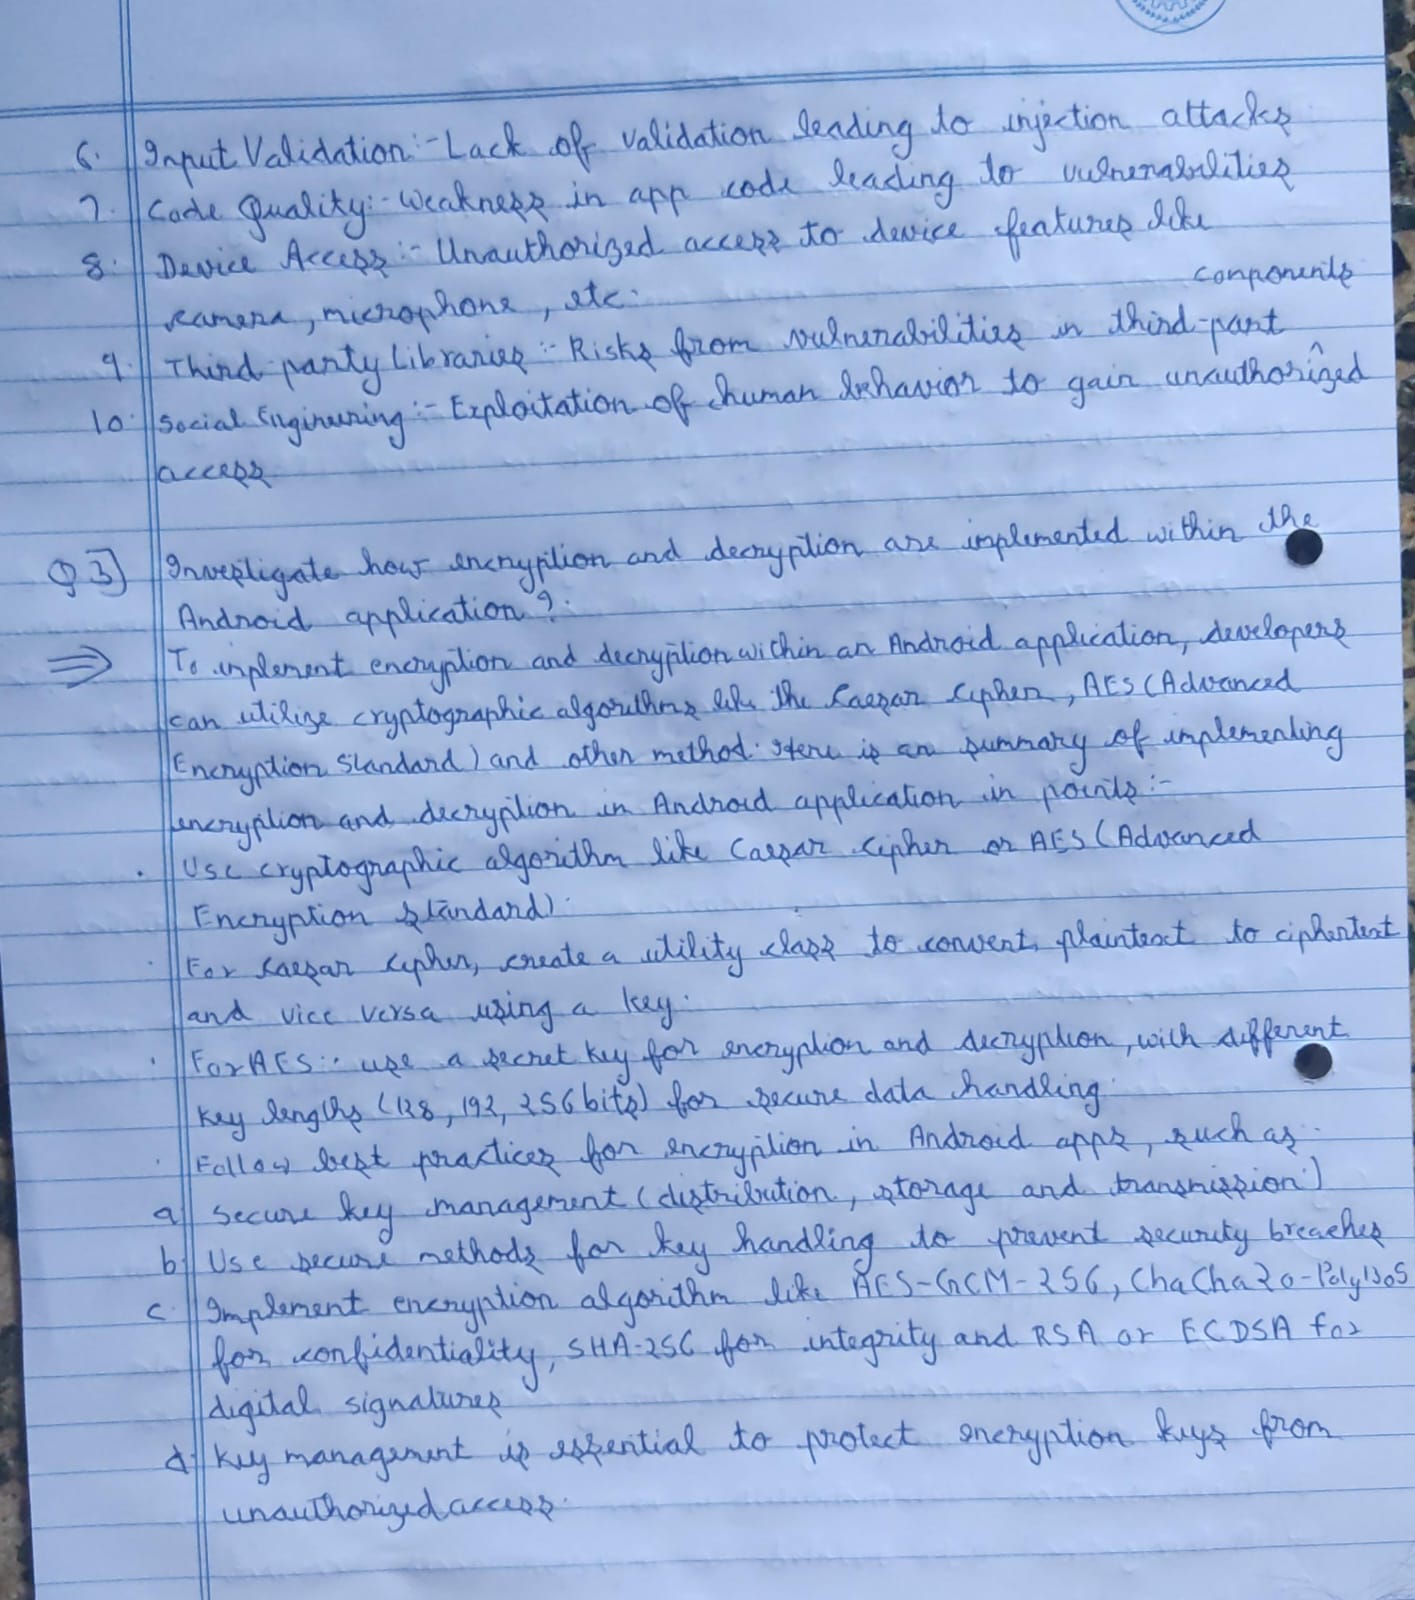 6. Input Validation :- Lack of validation leading to injection attacks
7. Code Quality :- Weakness in app code leading to vulnerabilities
8. Device Access :- Unauthorized access to device features like
camera, microphone, etc.
components
9. Third party Libraries :- Risks from vulnerabilities in third-part ^
10. Social Engineering :- Exploitation of human behavior to gain unauthorized
access
Q3] Investigate how encryption and decryption are implemented within the
Android application ?.
⇒ To implement encryption and decryption within an Android application, developers
can utilize cryptographic algorithms like the Caesar Cipher, AES (Advanced
Encryption Standard) and other method. Here is an summary of implementing
encryption and decryption in Android application in points :-
. Use cryptographic algorithm like Caesar Cipher or AES (Advanced
Encryption Standard).
. For Caesar Cipher, create a utility class to convert plaintext to ciphertext
and vice versa using a key.
. For AES :- use a secret key for encryption and decryption, with different
key lengths (128, 192, 256 bits) for secure data handling.
. Follow best practices for encryption in Android apps, such as
a) Secure key management (distribution, storage and transmission)
b) Use secure methods for key handling to prevent security breaches
c. Implement encryption algorithm like AES-GCM-256, ChaCha20-Poly1305
for confidentiality, SHA-256 for integrity and RSA or ECDSA for
digital signatures
d) Key management is essential to protect encryption keys from
unauthorized access.